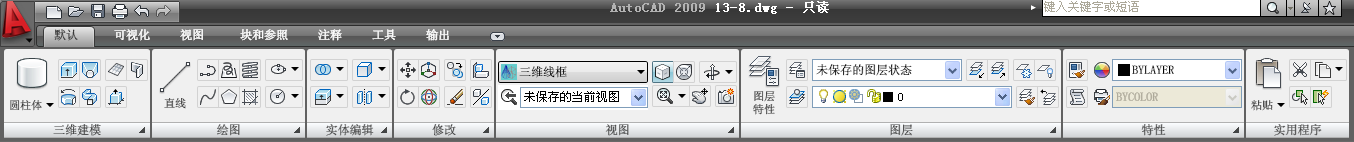 AutoCAD 2009 13-8.dwg - 只读
键入关键字或短语
默认 可视化 视图 块和参照 注释 工具 输出
三维线框
未保存的图层状态
BYLAYER
圆柱体
直线
未保存的当前视图
图层
特性
0
BYCOLOR
粘贴
三维建模 绘图 实体编辑 修改 视图 图层 特性 实用程序